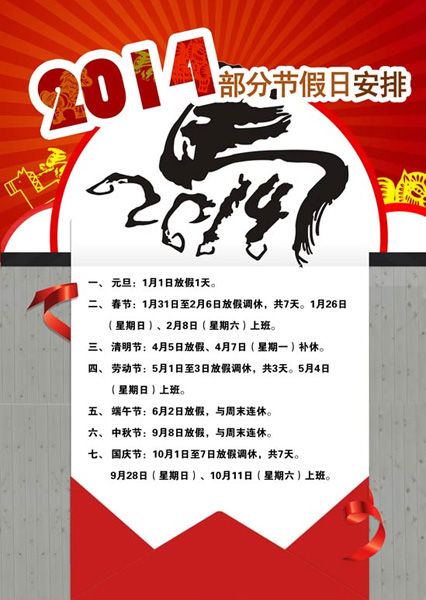 2014
部分节假日安排
2014
一、元旦：1月1日放假1天。
二、春节：1月31日至2月6日放假调休，共7天。1月26日
（星期日）、2月8日（星期六）上班。
三、清明节：4月5日放假、4月7日（星期一）补休。
四、劳动节：5月1日至3日放假调休，共3天。5月4日
（星期日）上班。
五、端午节：6月2日放假，与周末连休。
六、中秋节：9月8日放假，与周末连休。
七、国庆节：10月1日至7日放假调休，共7天。
9月28日（星期日）、10月11日（星期六）上班。